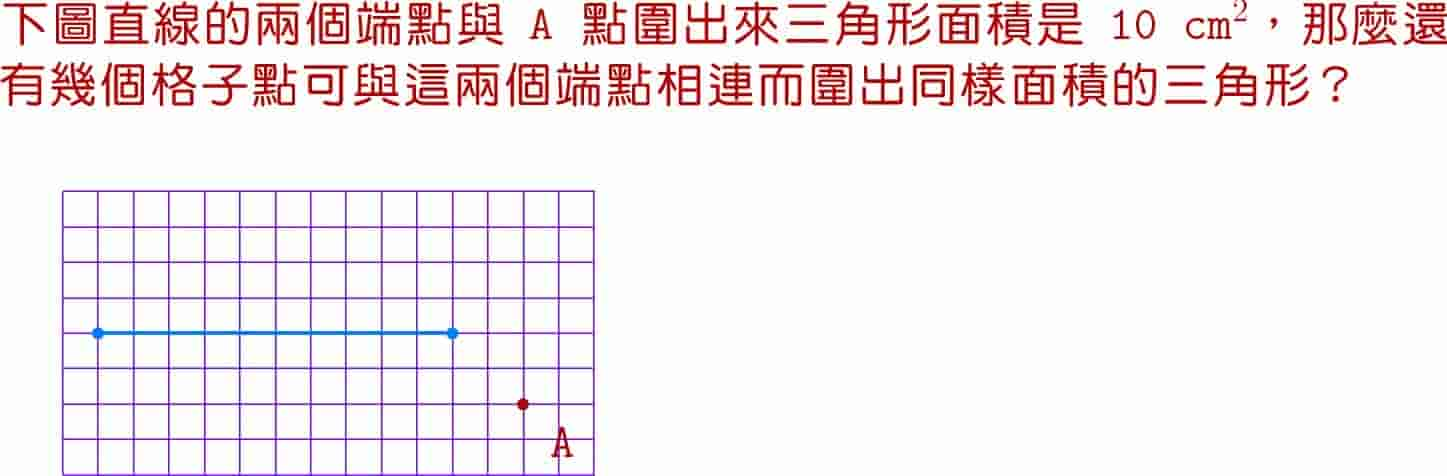 下圖直線的兩個端點與 A 點圍出來三角形面積是 10 cm²，那麼還
有幾個格子點可與這兩個端點相連而圍出同樣面積的三角形？
A